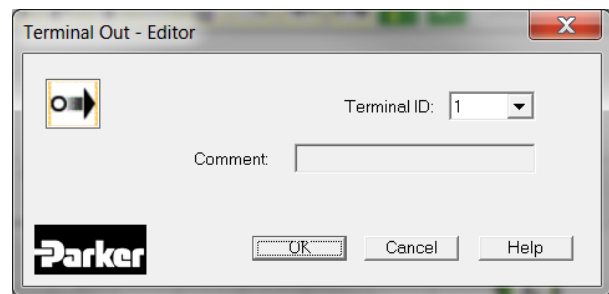 Terminal Out - Editor
X
Terminal ID: 1
Comment:
Parker
OK Cancel Help